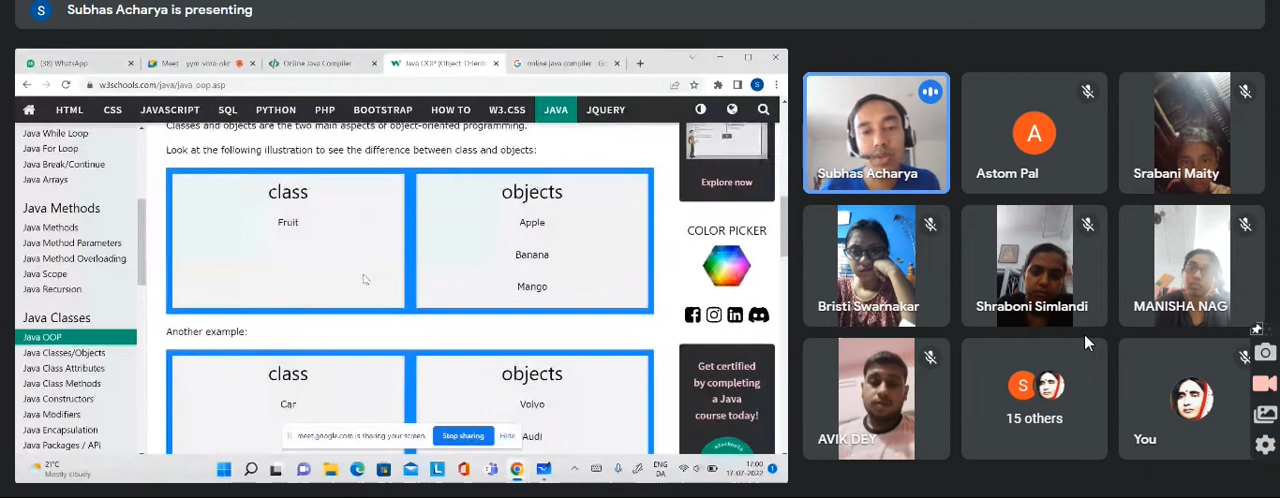 S Subhas Acharya is presenting
(38) WhatsApp
Meet - yym-vosx-okr
Online Java Compiler
Java OOP (Object-Oriente
online java compiler - Go
w3schools.com/java/java_oop.asp
S
HTML CSS JAVASCRIPT SQL PYTHON PHP BOOTSTRAP HOW TO W3.CSS JAVA JQUERY
Java While Loop
Java For Loop
Java Break/Continue
Java Arrays
Java Methods
Java Methods
Java Method Parameters
Java Method Overloading
Java Scope
Java Recursion
Java Classes
Java OOP
Java Classes/Objects
Java Class Attributes
Java Class Methods
Java Constructors
Java Modifiers
Java Encapsulation
Java Packages / API
Classes and objects are the two main aspects of object-oriented programming.
Look at the following illustration to see the difference between class and objects:
class
Fruit
objects
Apple
Banana
Mango
Another example:
class
Car
objects
Volvo
Audi
meet.google.com is sharing your screen.
Stop sharing
Hide
Explore now
COLOR PICKER
Get certified
by completing
a Java
course today!
21°C
Mostly cloudy
L
ENG
DA
17:00
17-07-2022
Subhas Acharya
A
Astom Pal
Srabani Maity
Bristi Swarnakar
Shraboni Simlandi
MANISHA NAG
AVIK DEY
S
15 others
You